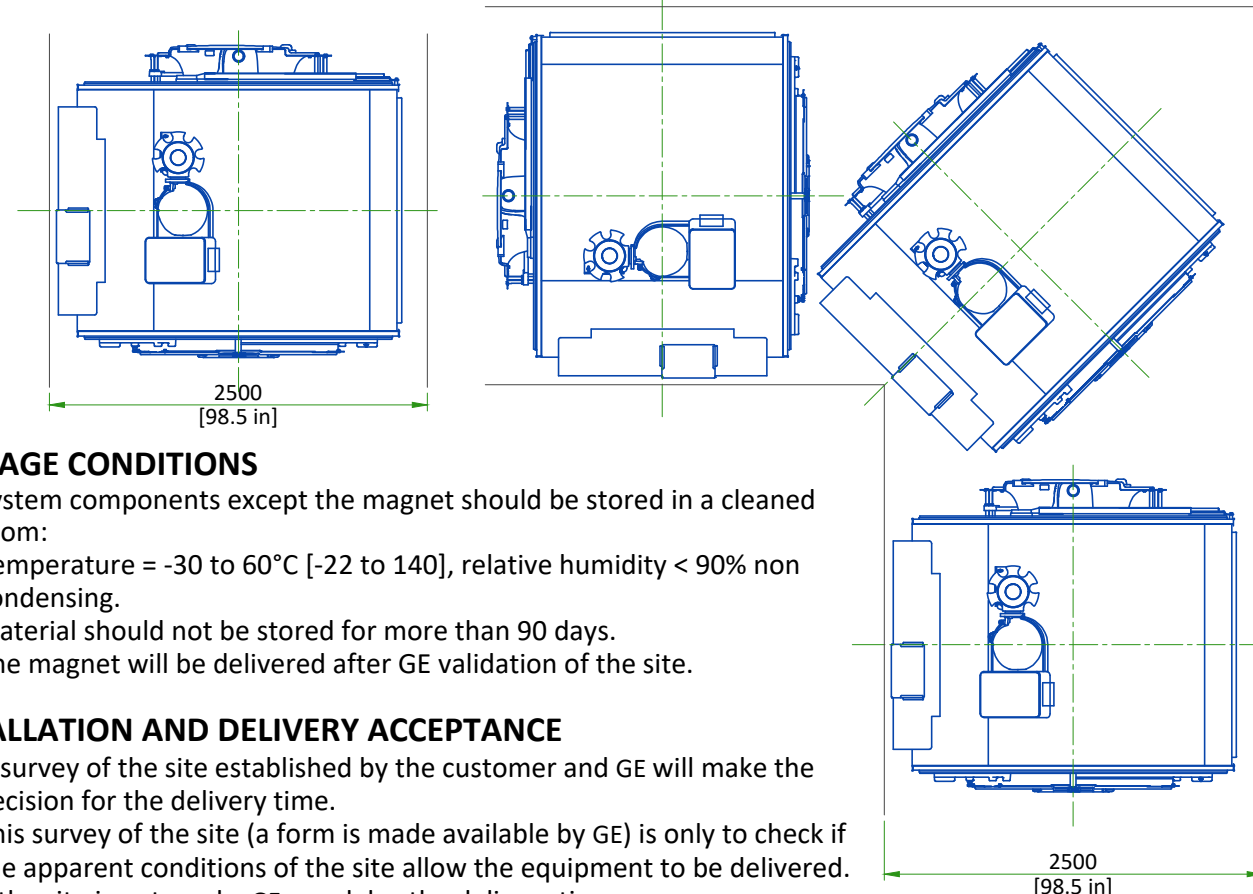 2500
[98.5 in]
AGE CONDITIONS
ystem components except the magnet should be stored in a cleaned
om:
emperature = -30 to 60°C [-22 to 140], relative humidity < 90% non
ondensing.
aterial should not be stored for more than 90 days.
he magnet will be delivered after GE validation of the site.
ALLATION AND DELIVERY ACCEPTANCE
survey of the site established by the customer and GE will make the
ecision for the delivery time.
his survey of the site (a form is made available by GE) is only to check if
e apparent conditions of the site allow the equipment to be delivered.
2500
[98.5 in]